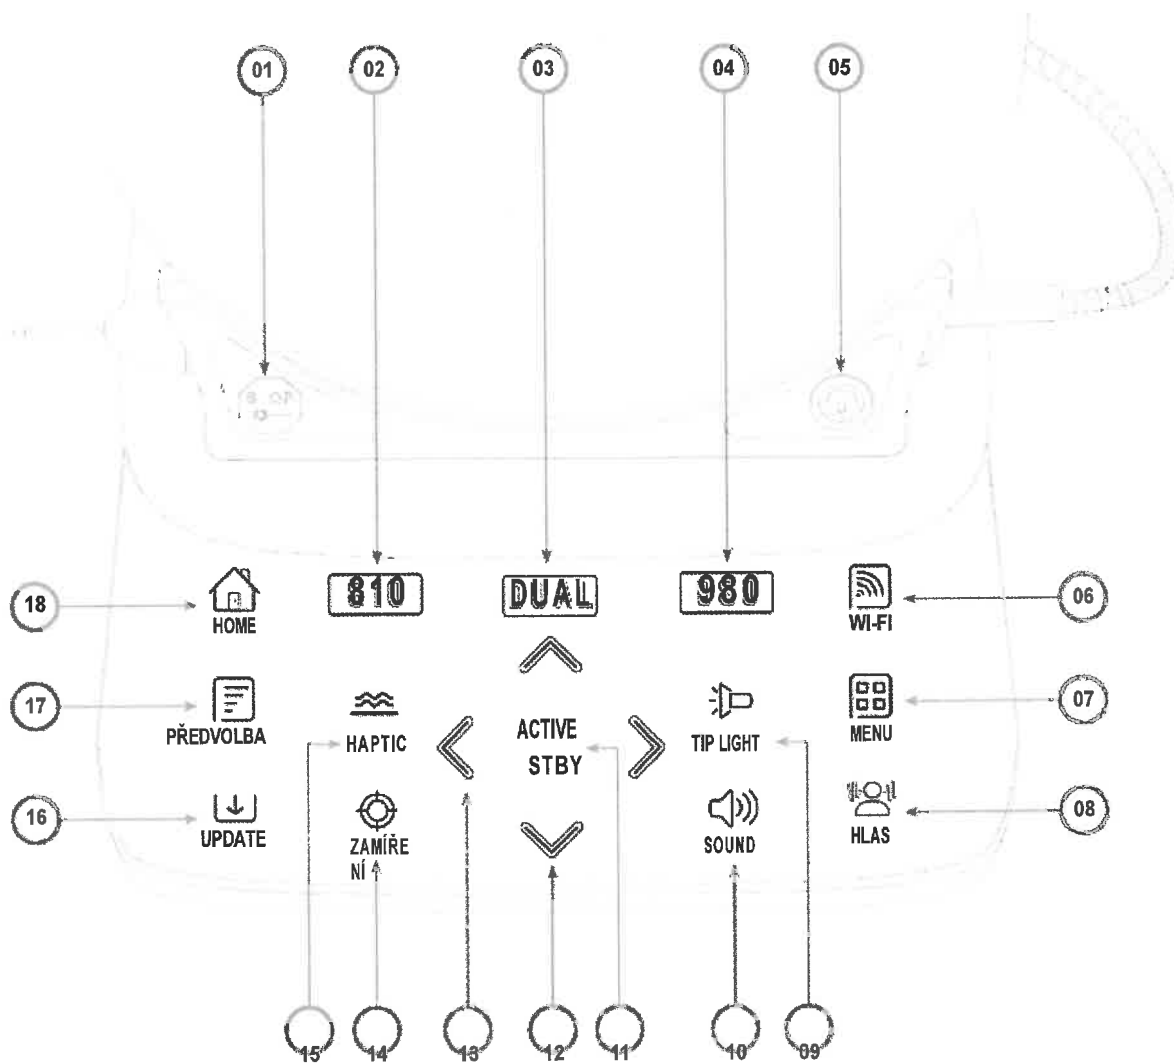 01 02 03 04 05
810 DUAL 980
18 HOME WI-FI 06
17 PŘEDVOLBA HAPTIC ACTIVE TIP LIGHT MENU 07
STBY
16 UPDATE ZAMÍŘE SOUND HLAS 08
NÍ
15 14 13 12 11 10 09